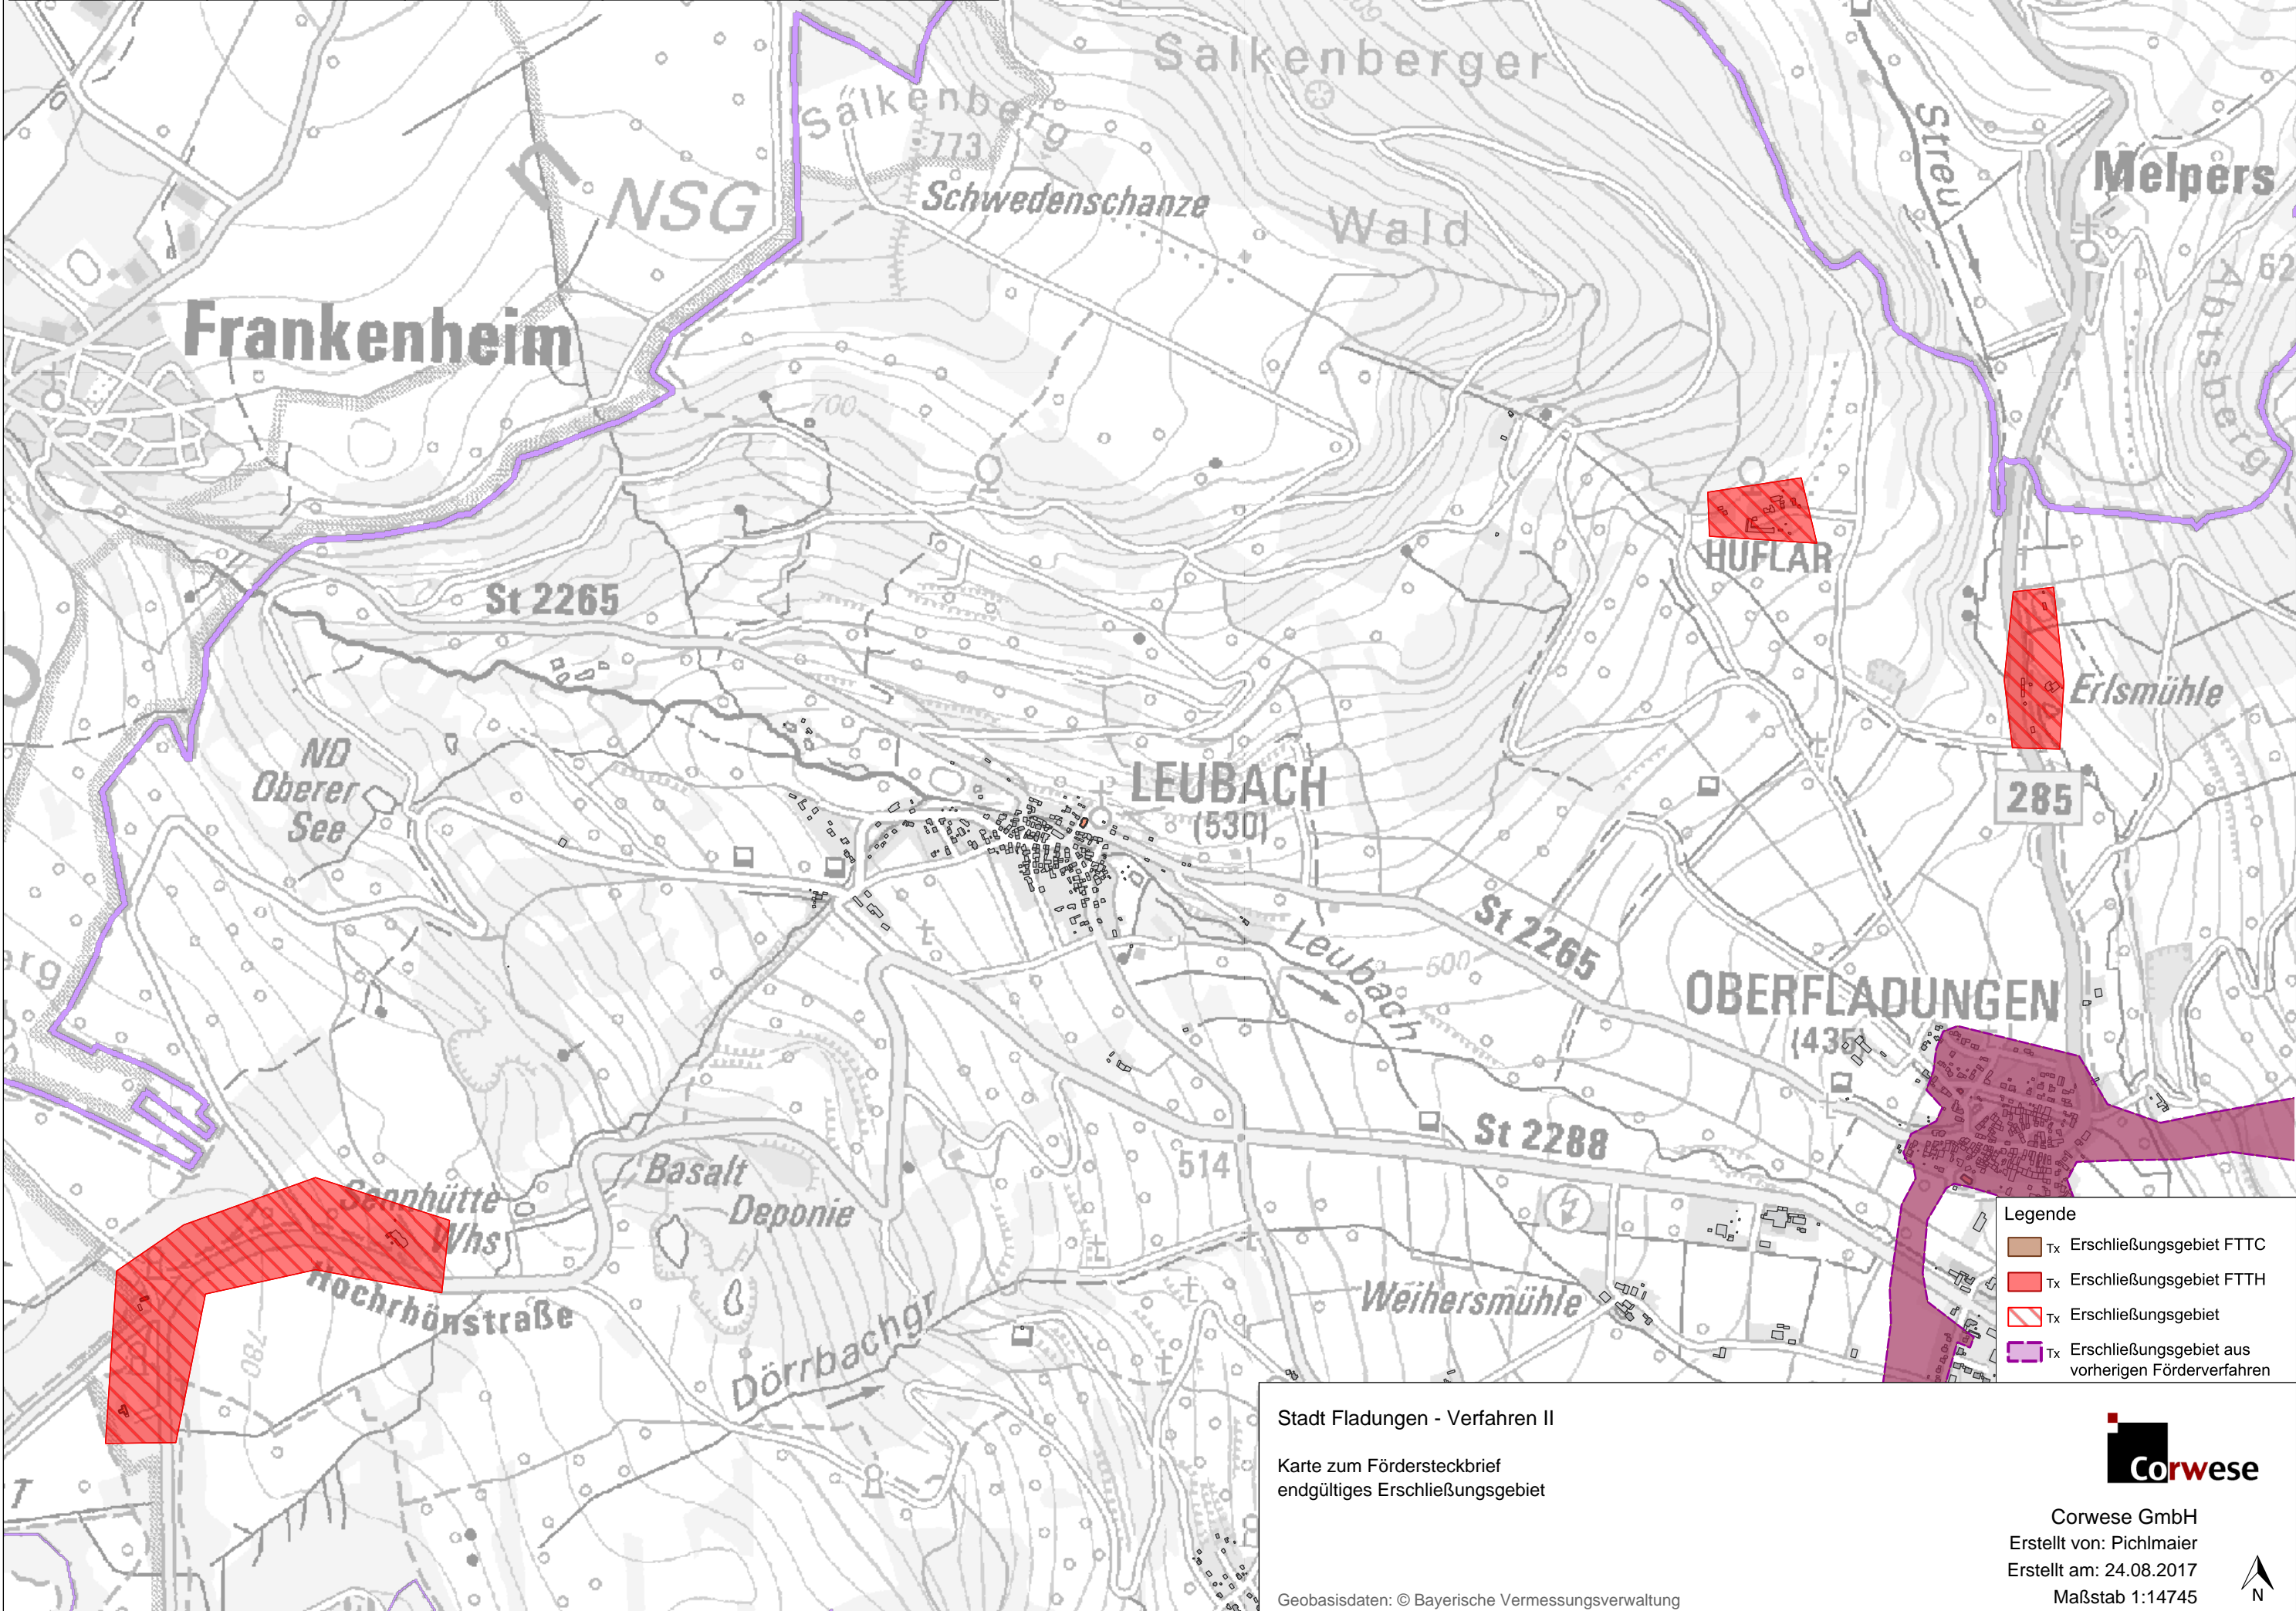 Salkenberger
Wald
Salkenberg
773
Schwedenschanze
NSG
n
Streu
Melpers
Abtsberg
62
Frankenheim
700
HUFLAR
St 2265
Erlsmühle
285
ND
Oberer
See
LEUBACH
(530)
St 2265
Leubach
500
OBERFLADUNGEN
(435)
erg
St 2288
514
Basalt
Deponie
Sennhütte
Whs
Hochrhönstraße
780
Weihersmühle
Dörrbachgr
T
Legende
Tx Erschließungsgebiet FTTC
Tx Erschließungsgebiet FTTH
Tx Erschließungsgebiet
Tx Erschließungsgebiet aus
vorherigen Förderverfahren
Stadt Fladungen - Verfahren II
Karte zum Fördersteckbrief
endgültiges Erschließungsgebiet
Geobasisdaten: © Bayerische Vermessungsverwaltung
Corwese
Corwese GmbH
Erstellt von: Pichlmaier
Erstellt am: 24.08.2017
Maßstab 1:14745
N